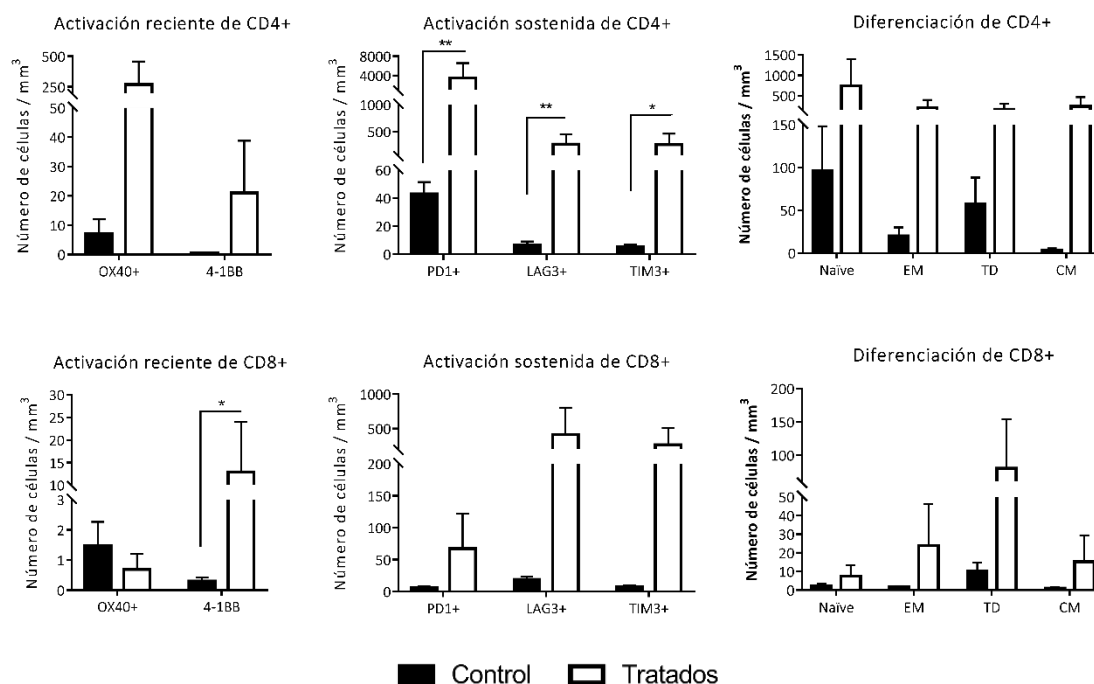 Activación reciente de CD4+
Número de células / mm³
500
250
50
40
30
20
10
0
OX40+ 4-1BB
Activación sostenida de CD4+
Número de células / mm³
8000
4000
1000
500
60
40
20
0
** ** *
PD1+ LAG3+ TIM3+
Diferenciación de CD4+
Número de células / mm³
1500
1000
500
150
100
50
0
Naïve EM TD CM
Activación reciente de CD8+
Número de células / mm³
30
25
20
15
10
3
2
1
0
*
OX40+ 4-1BB
Activación sostenida de CD8+
Número de células / mm³
1000
500
200
150
100
50
0
PD1+ LAG3+ TIM3+
Diferenciación de CD8+
Número de células / mm³
200
150
100
50
40
30
20
10
0
Naïve EM TD CM
Control Tratados